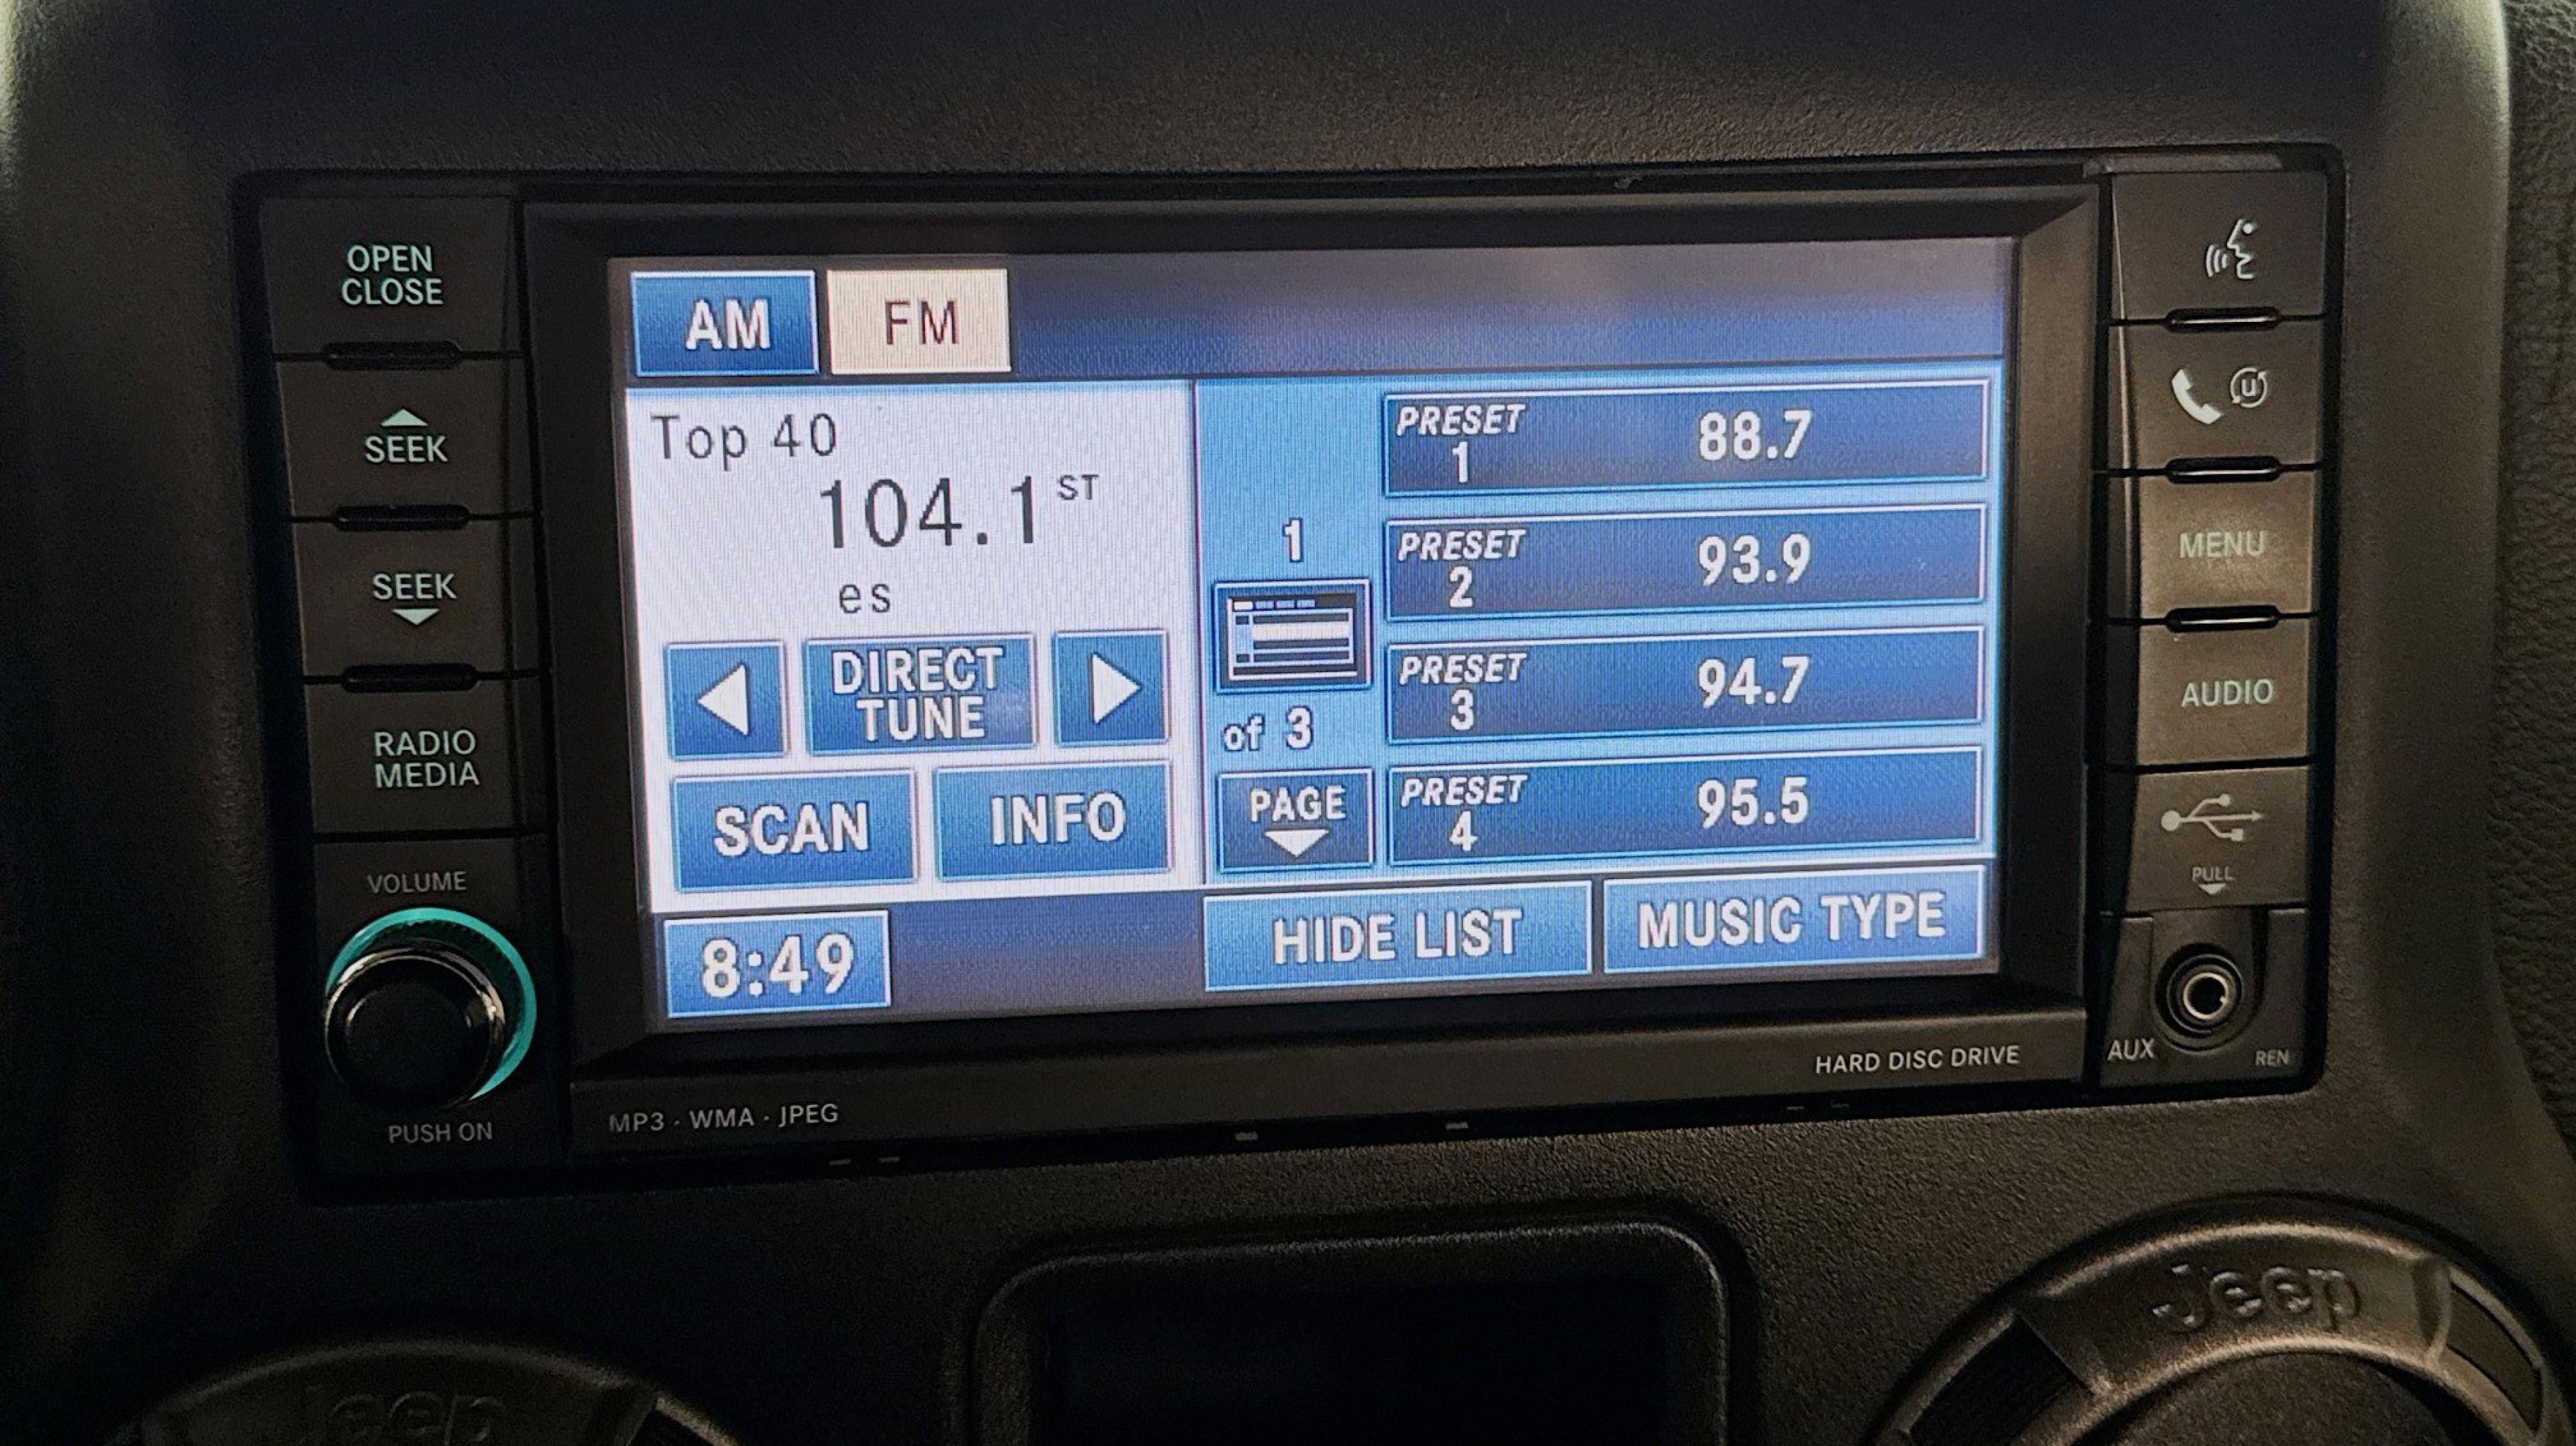 OPEN
CLOSE
SEEK
SEEK
RADIO
MEDIA
VOLUME
PUSH ON
AM
FM
Top 40
104.1 ST
es
DIRECT
TUNE
SCAN
INFO
8:49
1
of 3
PAGE
PRESET
1
88.7
PRESET
2
93.9
PRESET
3
94.7
PRESET
4
95.5
HIDE LIST
MUSIC TYPE
MENU
AUDIO
PULL
AUX
REN
MP3 · WMA · JPEG
HARD DISC DRIVE
Jeep
Jeep